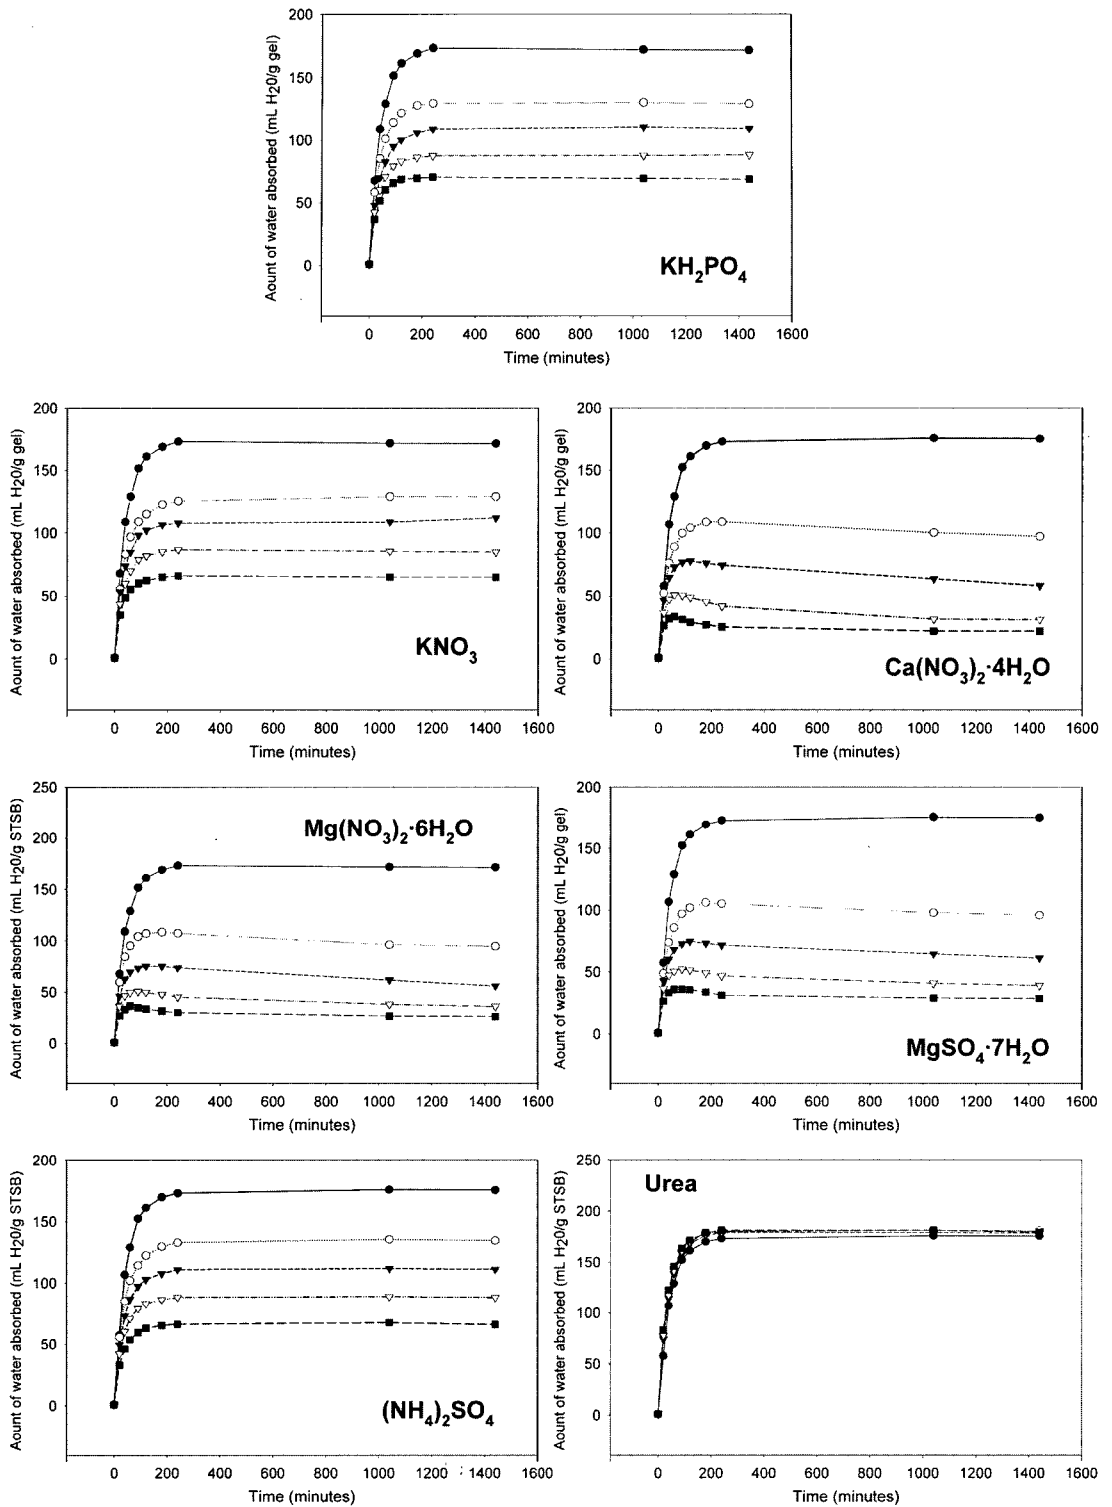 200
150
100
50
0
Aount of water absorbed (mL H20/g gel)
KH2PO4
0 200 400 600 800 1000 1200 1400 1600
Time (minutes)
200
150
100
50
0
Aount of water absorbed (mL H20/g gel)
KNO3
0 200 400 600 800 1000 1200 1400 1600
Time (minutes)
200
150
100
50
0
Aount of water absorbed (mL H20/g gel)
Ca(NO3)2·4H2O
0 200 400 600 800 1000 1200 1400 1600
Time (minutes)
250
200
150
100
50
0
Aount of water absorbed (mL H20/g STSB)
Mg(NO3)2·6H2O
0 200 400 600 800 1000 1200 1400 1600
Time (minutes)
200
150
100
50
0
Aount of water absorbed (mL H20/g gel)
MgSO4·7H2O
0 200 400 600 800 1000 1200 1400 1600
Time (minutes)
200
150
100
50
0
Aount of water absorbed (mL H20/g STSB)
(NH4)2SO4
0 200 400 600 800 1000 1200 1400 1600
Time (minutes)
250
200
150
100
50
0
Aount of water absorbed (mL H20/g STSB)
Urea
0 200 400 600 800 1000 1200 1400 1600
Time (minutes)